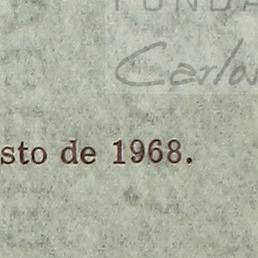 FUNDA
Carlos
sto de 1968.